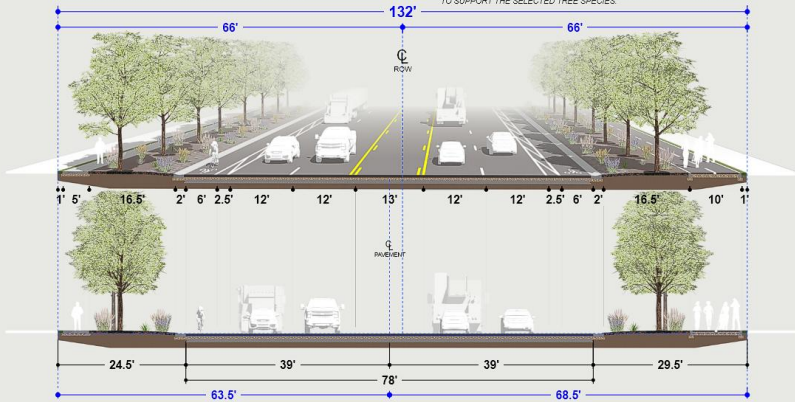 TO SUPPORT THE SELECTED TREE SPECIES.
132'
66' 66'
℄
ROW
1' 5' 16.5' 2' 6' 2.5' 12' 12' 13' 12' 12' 2.5' 6' 2' 16.5' 10' 1'
℄
PAVEMENT
24.5' 39' 39' 29.5'
78'
63.5' 68.5'